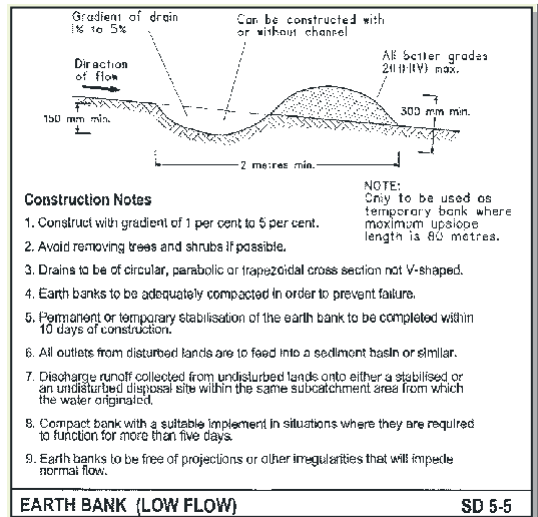 Gradient of drain
1% to 5%
Can be constructed with
or without channel
All batter grades
2(H):1(V) max.
Direction
of flow
150 mm min.
300 mm min.
2 metres min.
NOTE:
Only to be used as
temporary bank where
maximum upslope
length is 80 metres.
Construction Notes
1. Construct with gradient of 1 per cent to 5 per cent.
2. Avoid removing trees and shrubs if possible.
3. Drains to be of circular, parabolic or trapezoidal cross section not V-shaped.
4. Earth banks to be adequately compacted in order to prevent failure.
5. Permanent or temporary stabilisation of the earth bank to be completed within
10 days of construction.
6. All outlets from disturbed lands are to feed into a sediment basin or similar.
7. Discharge runoff collected from undisturbed lands onto either a stabilised or
an undisturbed disposal site within the same subcatchment area from which
the water originated.
8. Compact bank with a suitable implement in situations where they are required
to function for more than five days.
9. Earth banks to be free of projections or other irregularities that will impede
normal flow.
EARTH BANK (LOW FLOW)
SD 5-5